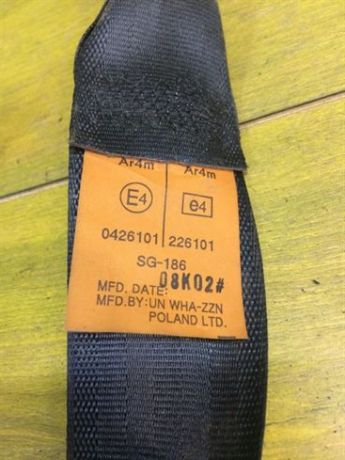 Ar4m Ar4m
E4 e4
0426101 226101
SG-186
MFD. DATE: 08K02#
MFD.BY:UN WHA-ZZN
POLAND LTD.